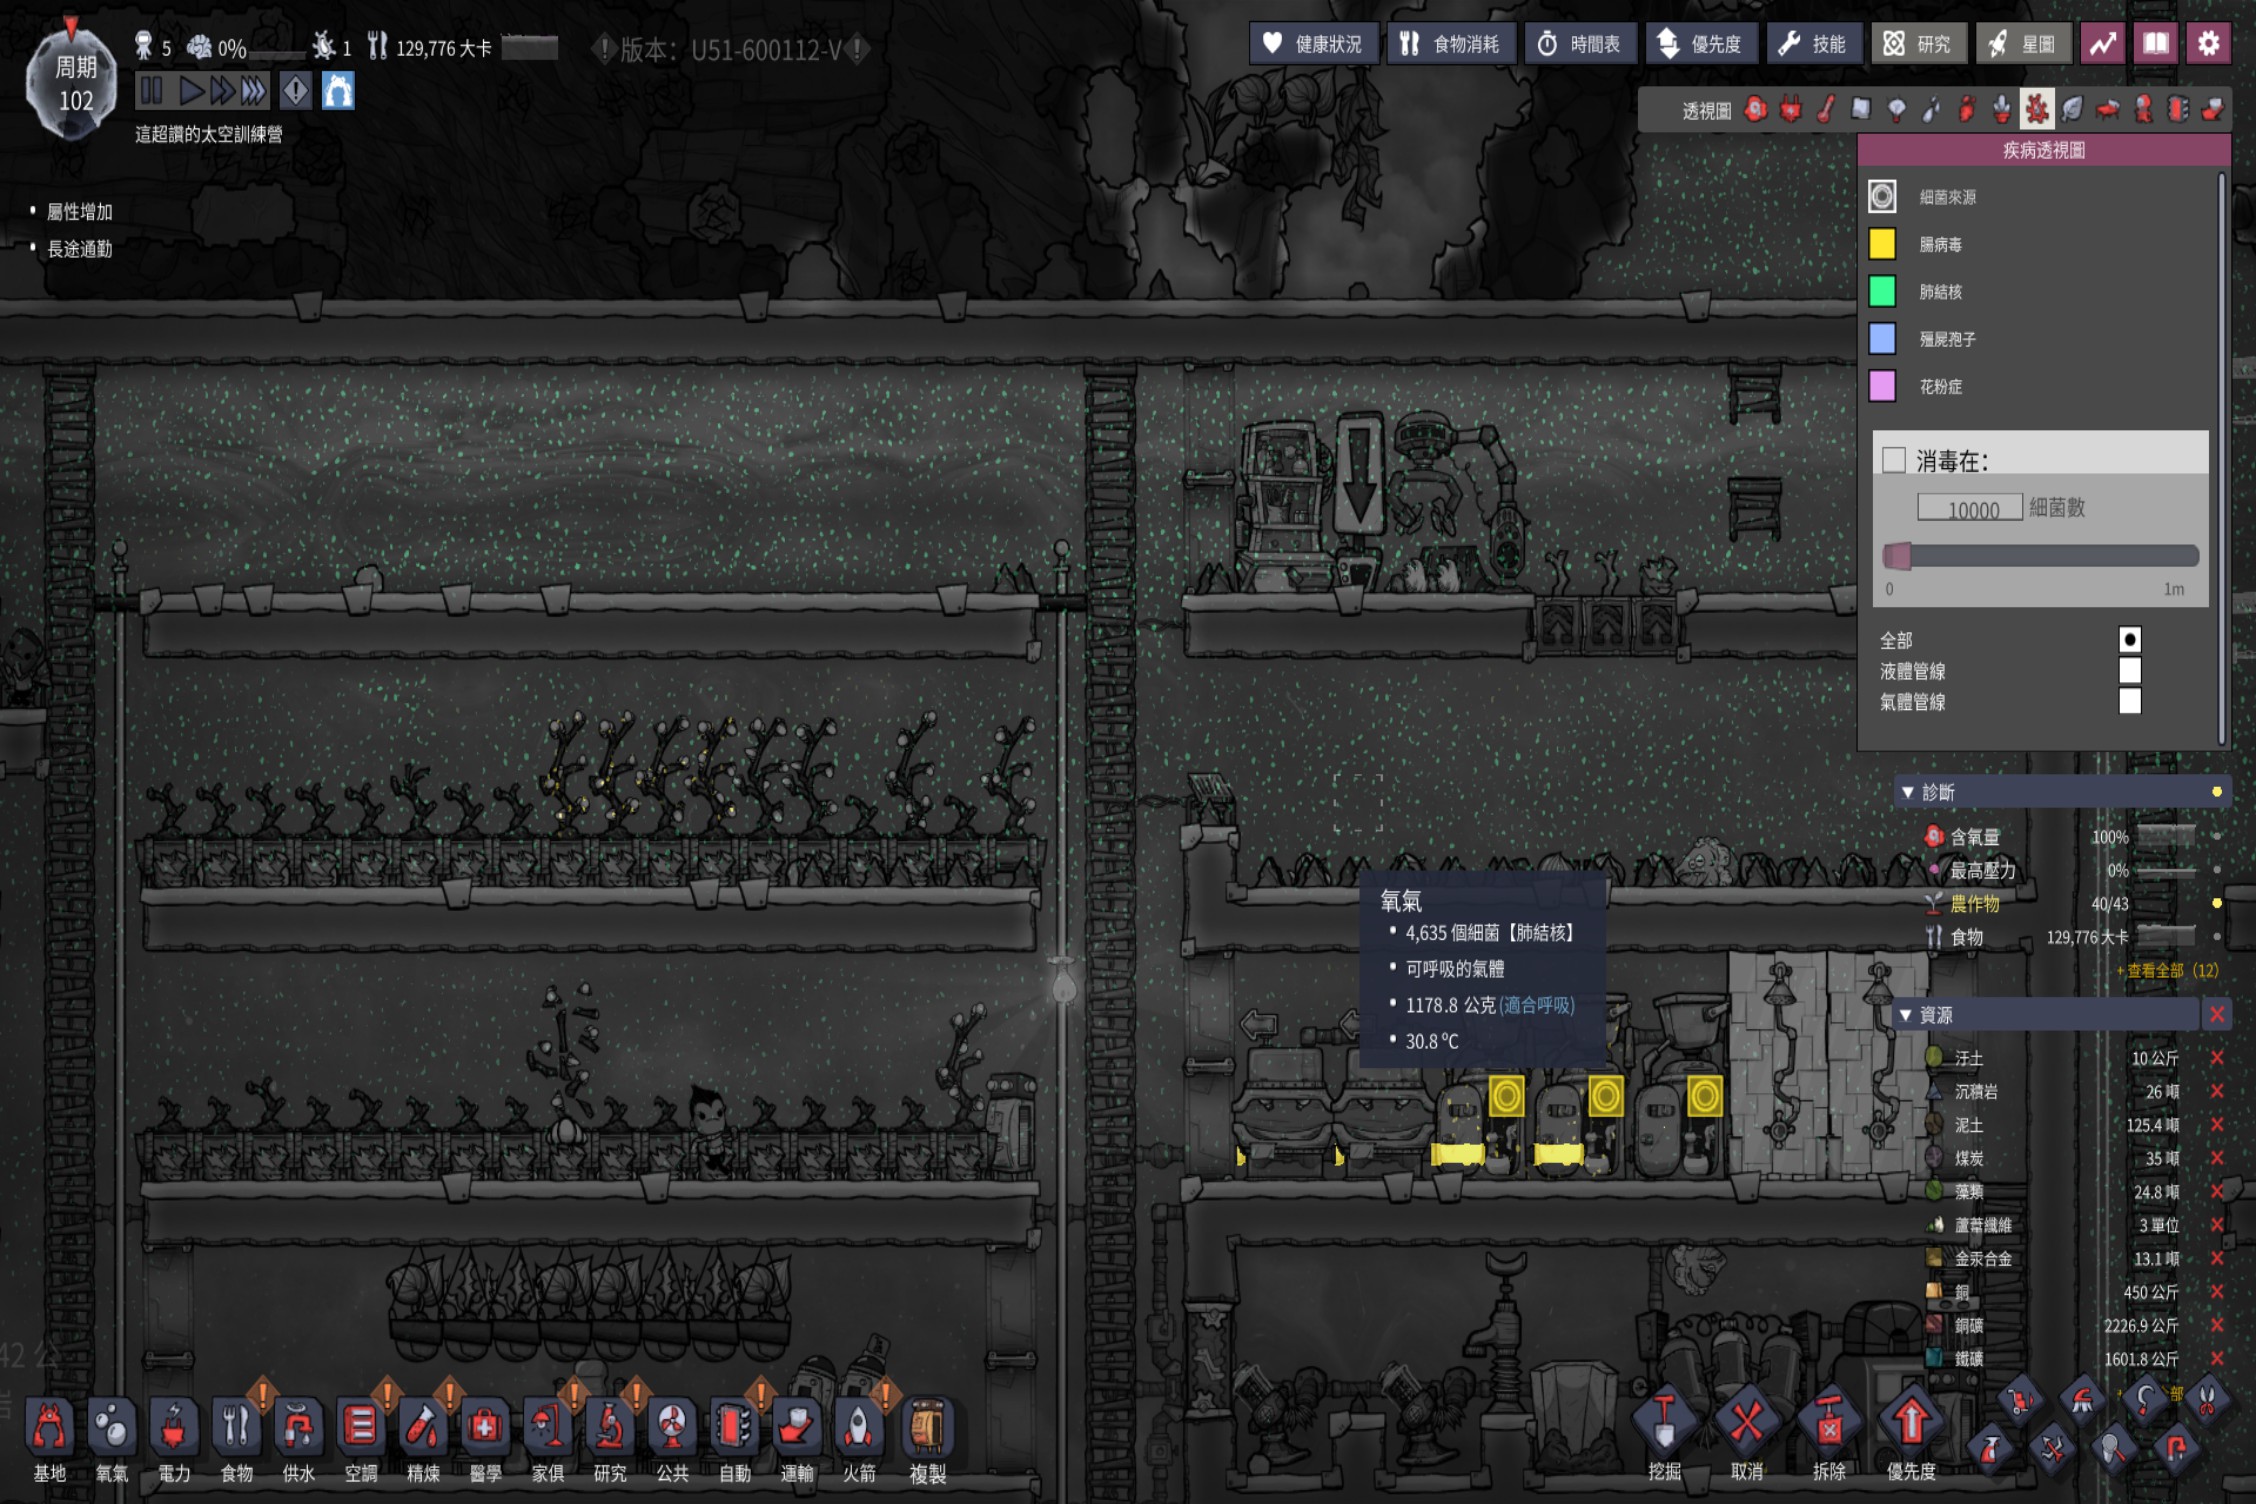 周期
102
5
0%
1
129,776 大卡
版本： U51-600112-V
這超讚的太空訓練營
屬性增加
長途通勤
健康狀況
食物消耗
時間表
優先度
技能
研究
星圖
透視圖
疾病透視圖
細菌來源
腸病毒
肺結核
殭屍孢子
花粉症
消毒在：
10000 細菌數
0
1m
全部
液體管線
氣體管線
診斷
含氧量 100%
最高壓力 0%
農作物 40/43
食物 129,776 大卡
+ 查看全部（12）
資源
汙土 10 公斤
沉積岩 26 噸
泥土 125.4 噸
煤炭 35 噸
藻類 24.8 噸
蘆葦纖維 3 單位
金汞合金 13.1 噸
銅 450 公斤
銅礦 2226.9 公斤
鐵礦 1601.8 公斤
氧氣
4,635 個細菌【肺結核】
可呼吸的氣體
1178.8 公克 (適合呼吸)
30.8 ºC
基地
氧氣
電力
食物
供水
空調
精煉
醫學
家俱
研究
公共
自動
運輸
火箭
複製
挖掘
取消
拆除
優先度